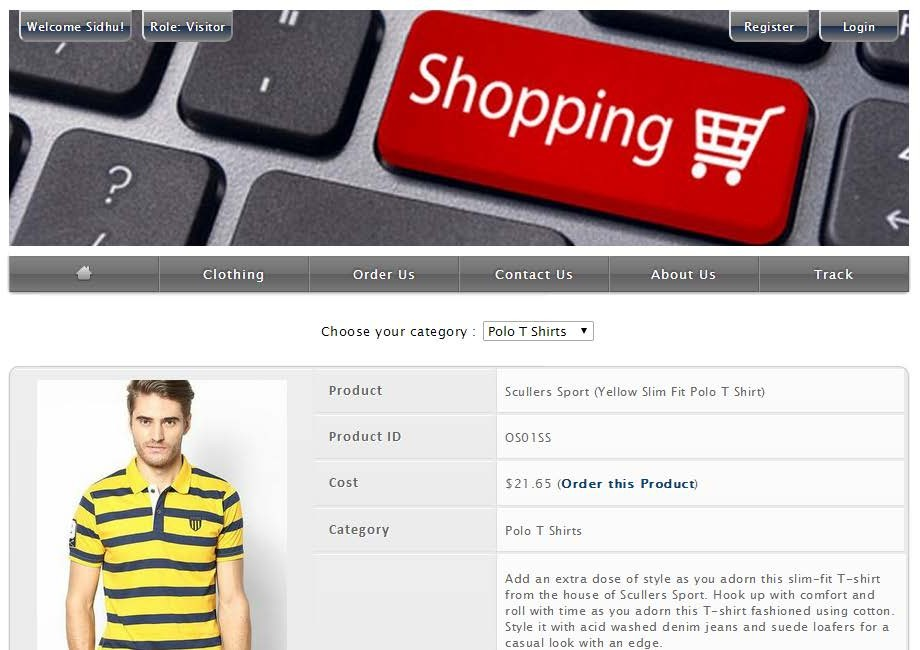 Welcome Sidhu!
Role: Visitor
Register
Login
Shopping
?
Clothing
Order Us
Contact Us
About Us
Track
Choose your category :
Polo T Shirts
Product
Scullers Sport (Yellow Slim Fit Polo T Shirt)
Product ID
OS01SS
Cost
$21.65 (Order this Product)
Category
Polo T Shirts
Add an extra dose of style as you adorn this slim-fit T-shirt
from the house of Scullers Sport. Hook up with comfort and
roll with time as you adorn this T-shirt fashioned using cotton.
Style it with acid washed denim jeans and suede loafers for a
casual look with an edge.